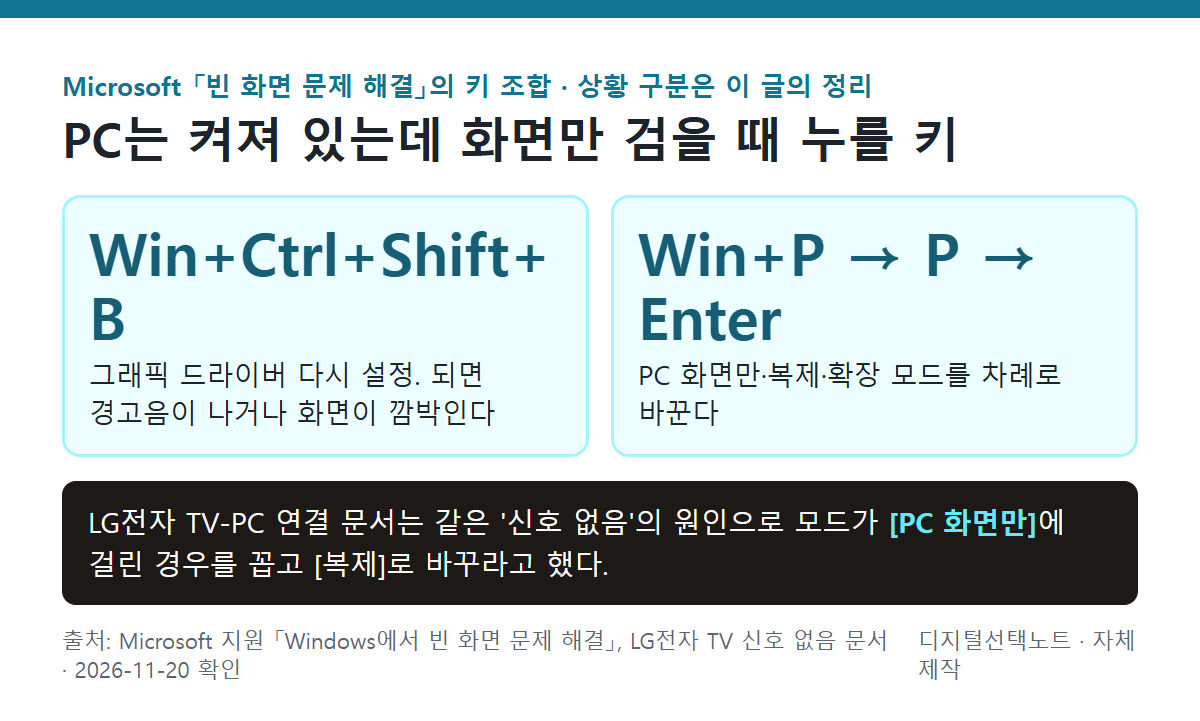 Microsoft 「빈 화면 문제 해결」의 키 조합 · 상황 구분은 이 글의 정리
PC는 켜져 있는데 화면만 검을 때 누를 키
Win+Ctrl+Shift+
B
그래픽 드라이버 다시 설정. 되면
경고음이 나거나 화면이 깜박인다
Win+P → P →
Enter
PC 화면만·복제·확장 모드를 차례로
바꾼다
LG전자 TV-PC 연결 문서는 같은 '신호 없음'의 원인으로 모드가 [PC 화면만]에
걸린 경우를 꼽고 [복제]로 바꾸라고 했다.
출처: Microsoft 지원 「Windows에서 빈 화면 문제 해결」, LG전자 TV 신호 없음 문서
· 2026-11-20 확인
디지털선택노트 · 자체
제작